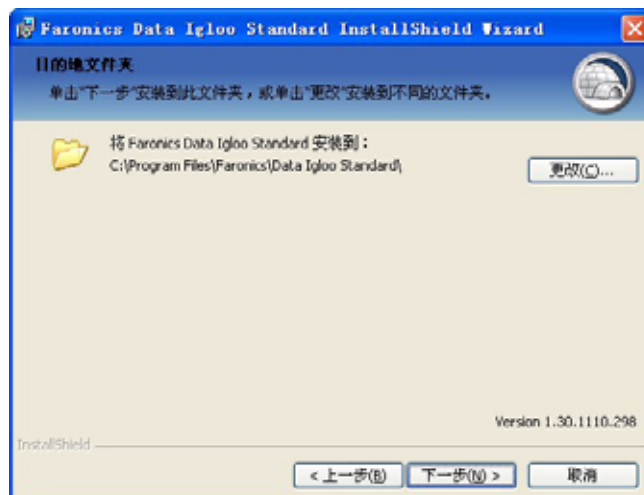 Faronics Data Igloo Standard InstallShield Wizard
目的地文件夹
单击"下一步"安装到此文件夹，或单击"更改"安装到不同的文件夹。
将 Faronics Data Igloo Standard 安装到：
C:\Program Files\Faronics\Data Igloo Standard\
更改(C)...
Version 1.30.1110.298
InstallShield
< 上一步(B)
下一步(N) >
取消